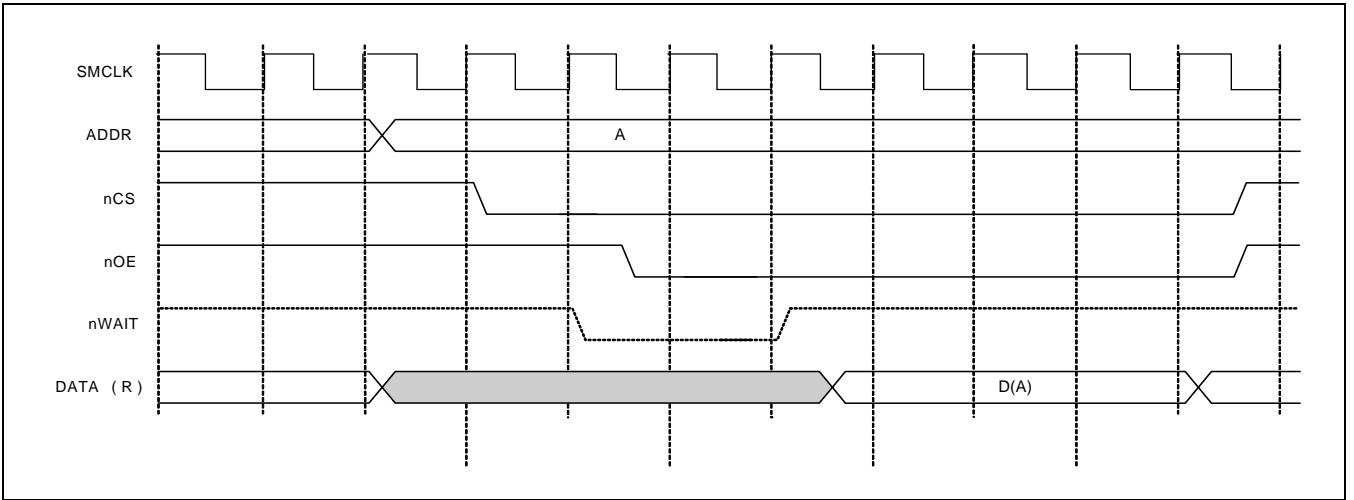 SMCLK
ADDR
A
nCS
nOE
nWAIT
DATA (R)
D(A)